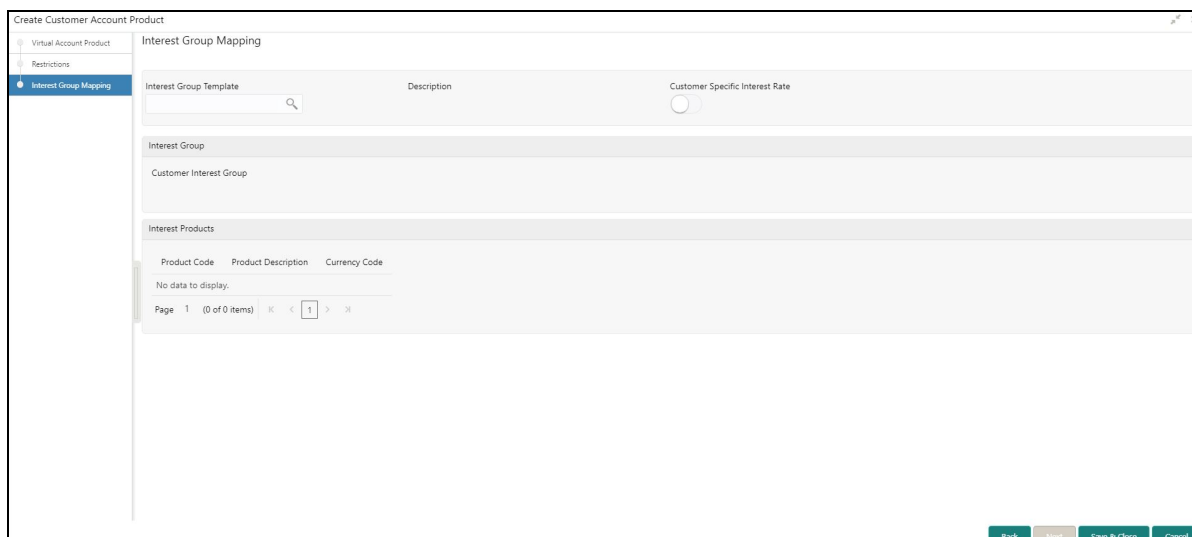 Create Customer Account Product
Virtual Account Product
Restrictions
Interest Group Mapping
Interest Group Mapping
Interest Group Template Description Customer Specific Interest Rate
Interest Group
Customer Interest Group
Interest Products
Product Code Product Description Currency Code
No data to display.
Page 1 (0 of 0 items) 1
Back Next Save & Close Cancel